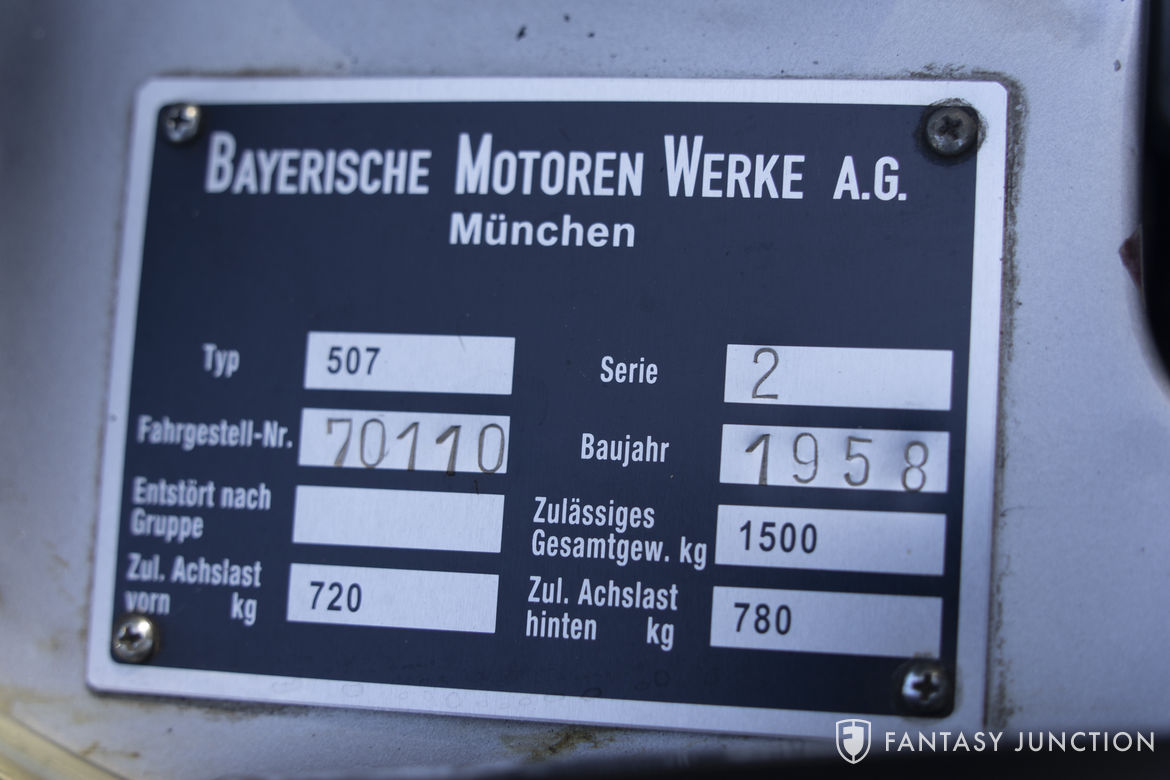 BAYERISCHE MOTOREN WERKE A.G.
München
Typ 507 Serie 2
Fahrgestell-Nr. 70110 Baujahr 1958
Entstört nach
Gruppe
Zulässiges
Gesamtgew. kg 1500
Zul. Achslast
vorn kg 720
Zul. Achslast
hinten kg 780
FANTASY JUNCTION